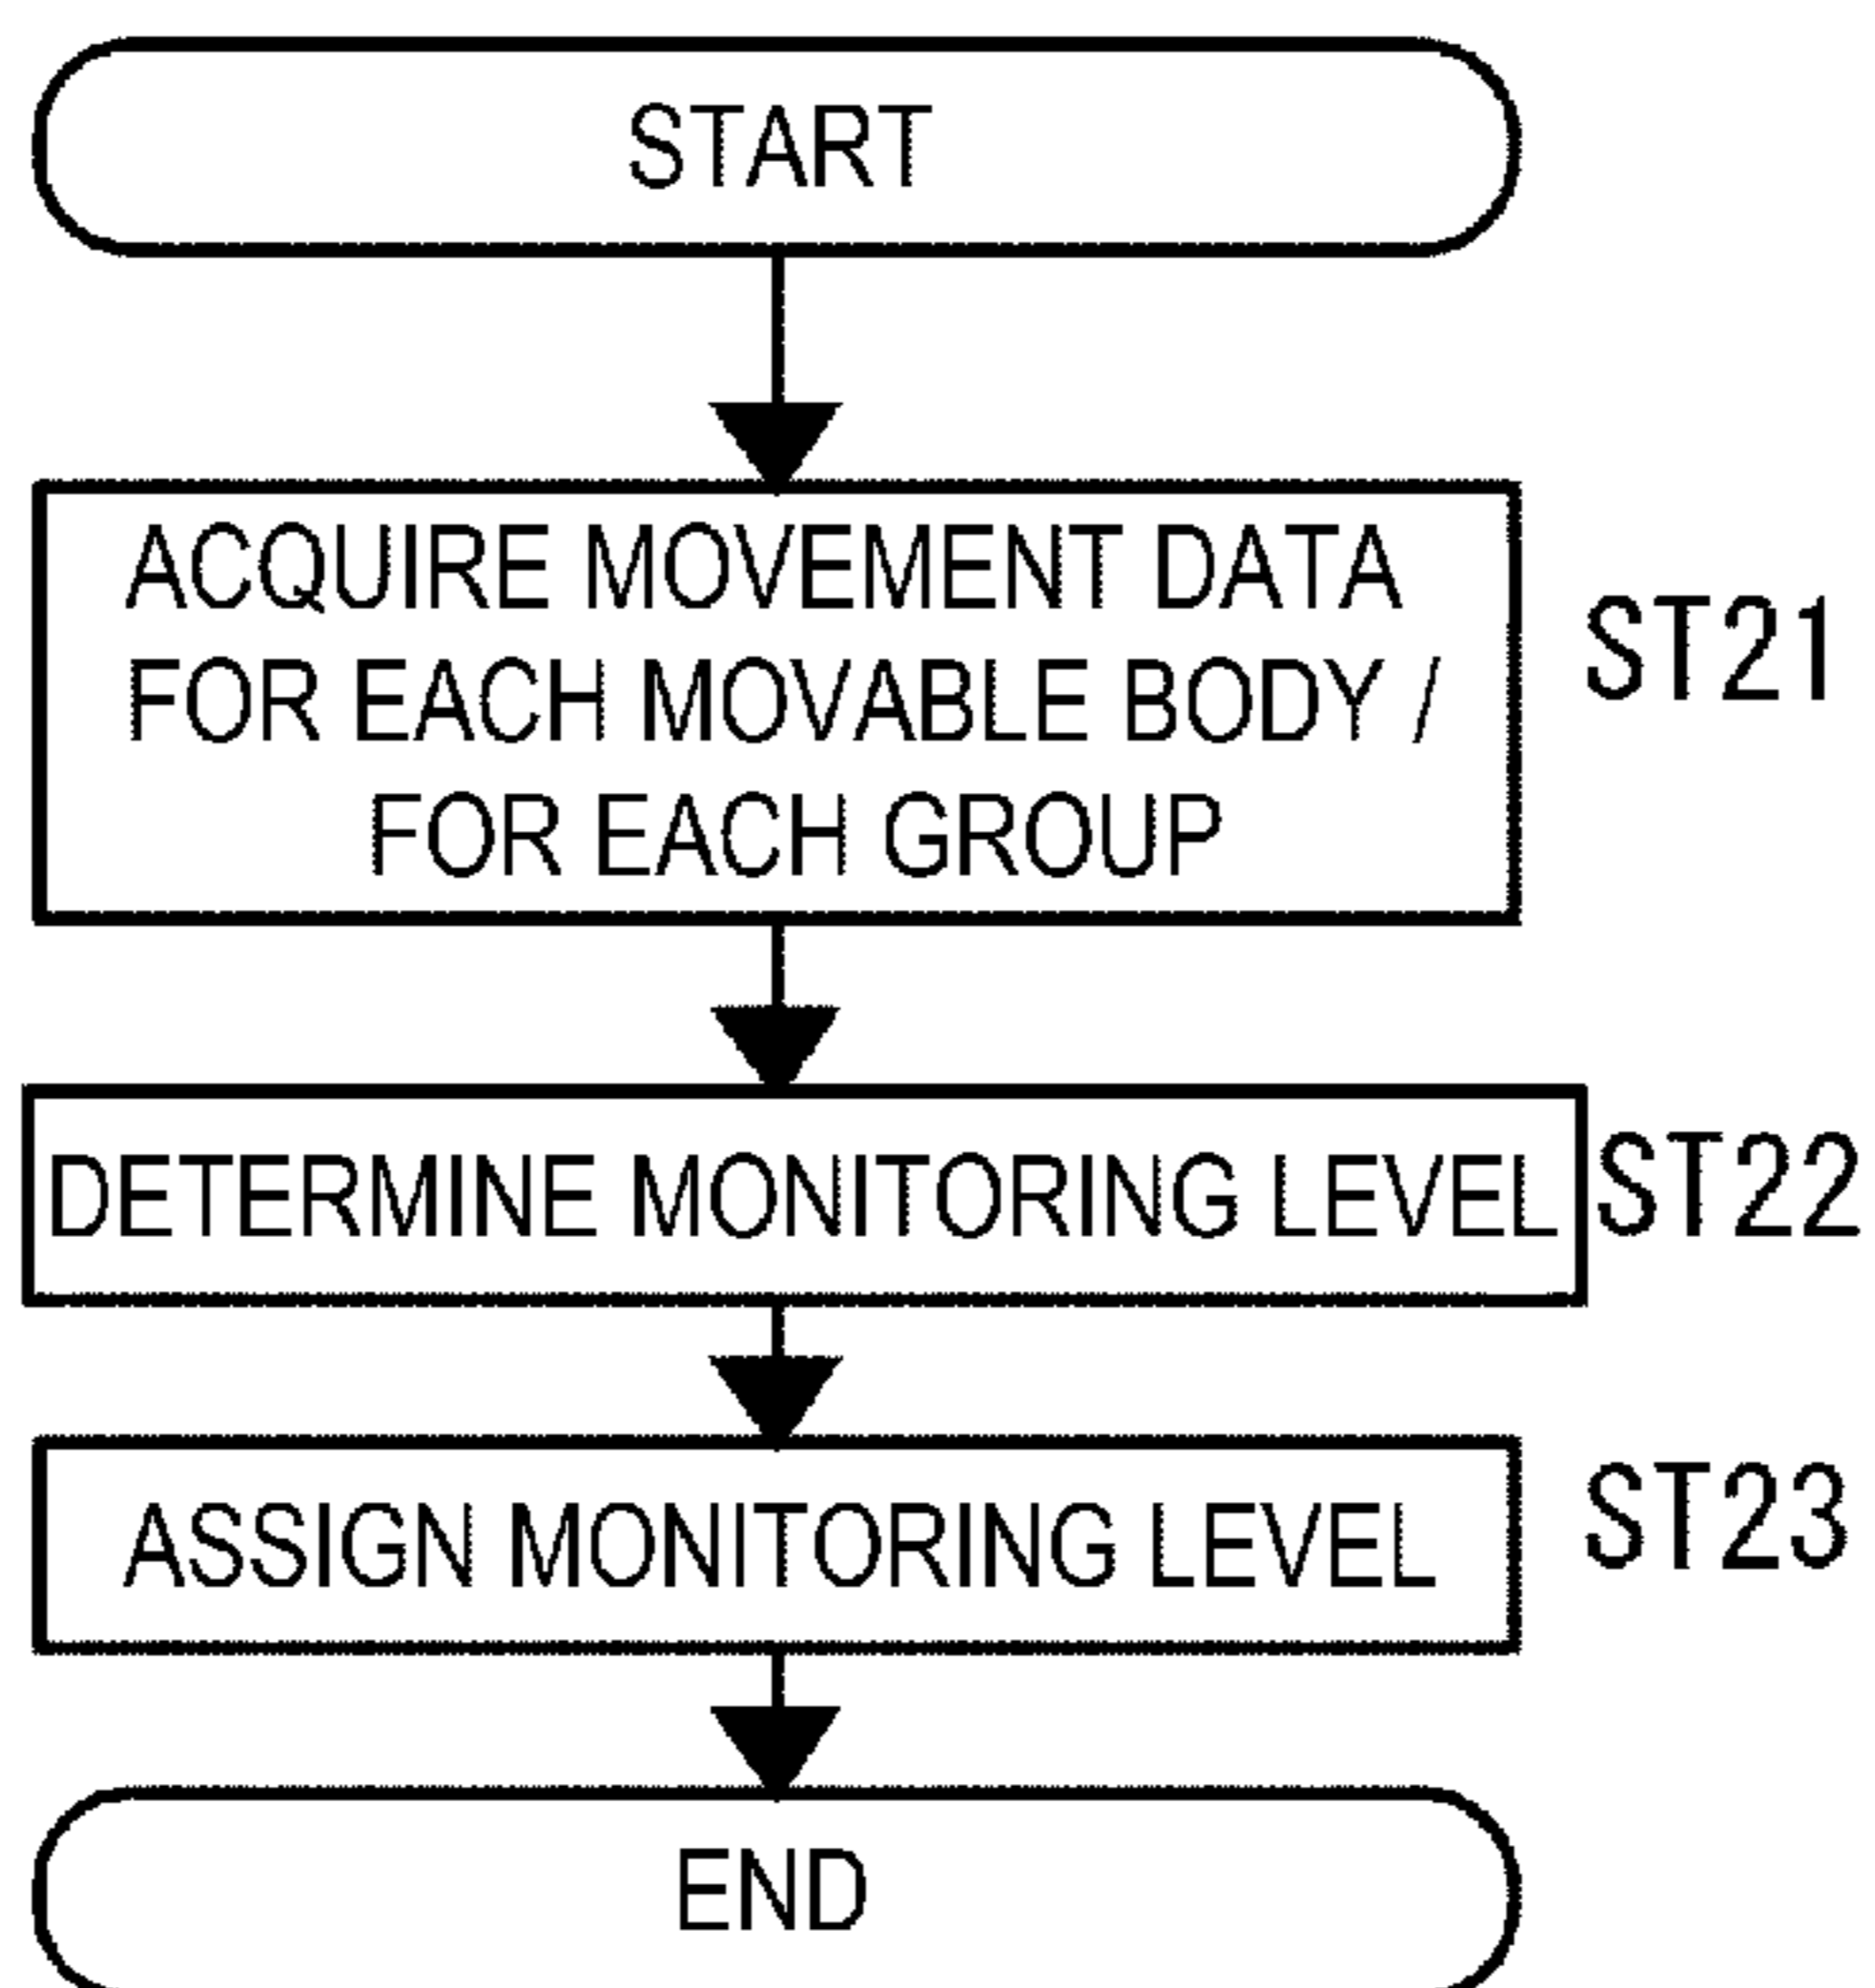 START
ACQUIRE MOVEMENT DATA
FOR EACH MOVABLE BODY /
FOR EACH GROUP
ST21
DETERMINE MONITORING LEVEL
ST22
ASSIGN MONITORING LEVEL
ST23
END